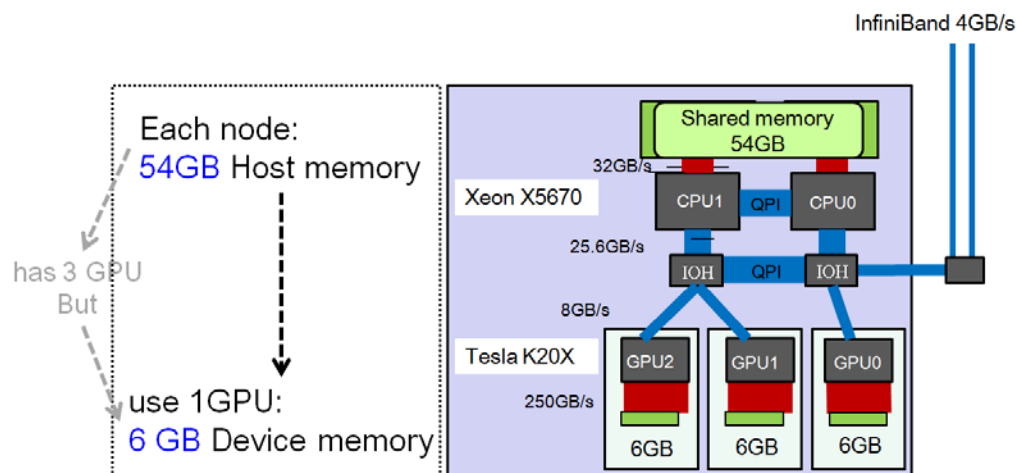 InfiniBand 4GB/s
Each node:
54GB Host memory
has 3 GPU
But
use 1GPU:
6 GB Device memory
Shared memory
54GB
32GB/s
Xeon X5670
CPU1
QPI
CPU0
25.6GB/s
IOH
QPI
IOH
8GB/s
Tesla K20X
GPU2
GPU1
GPU0
250GB/s
6GB
6GB
6GB